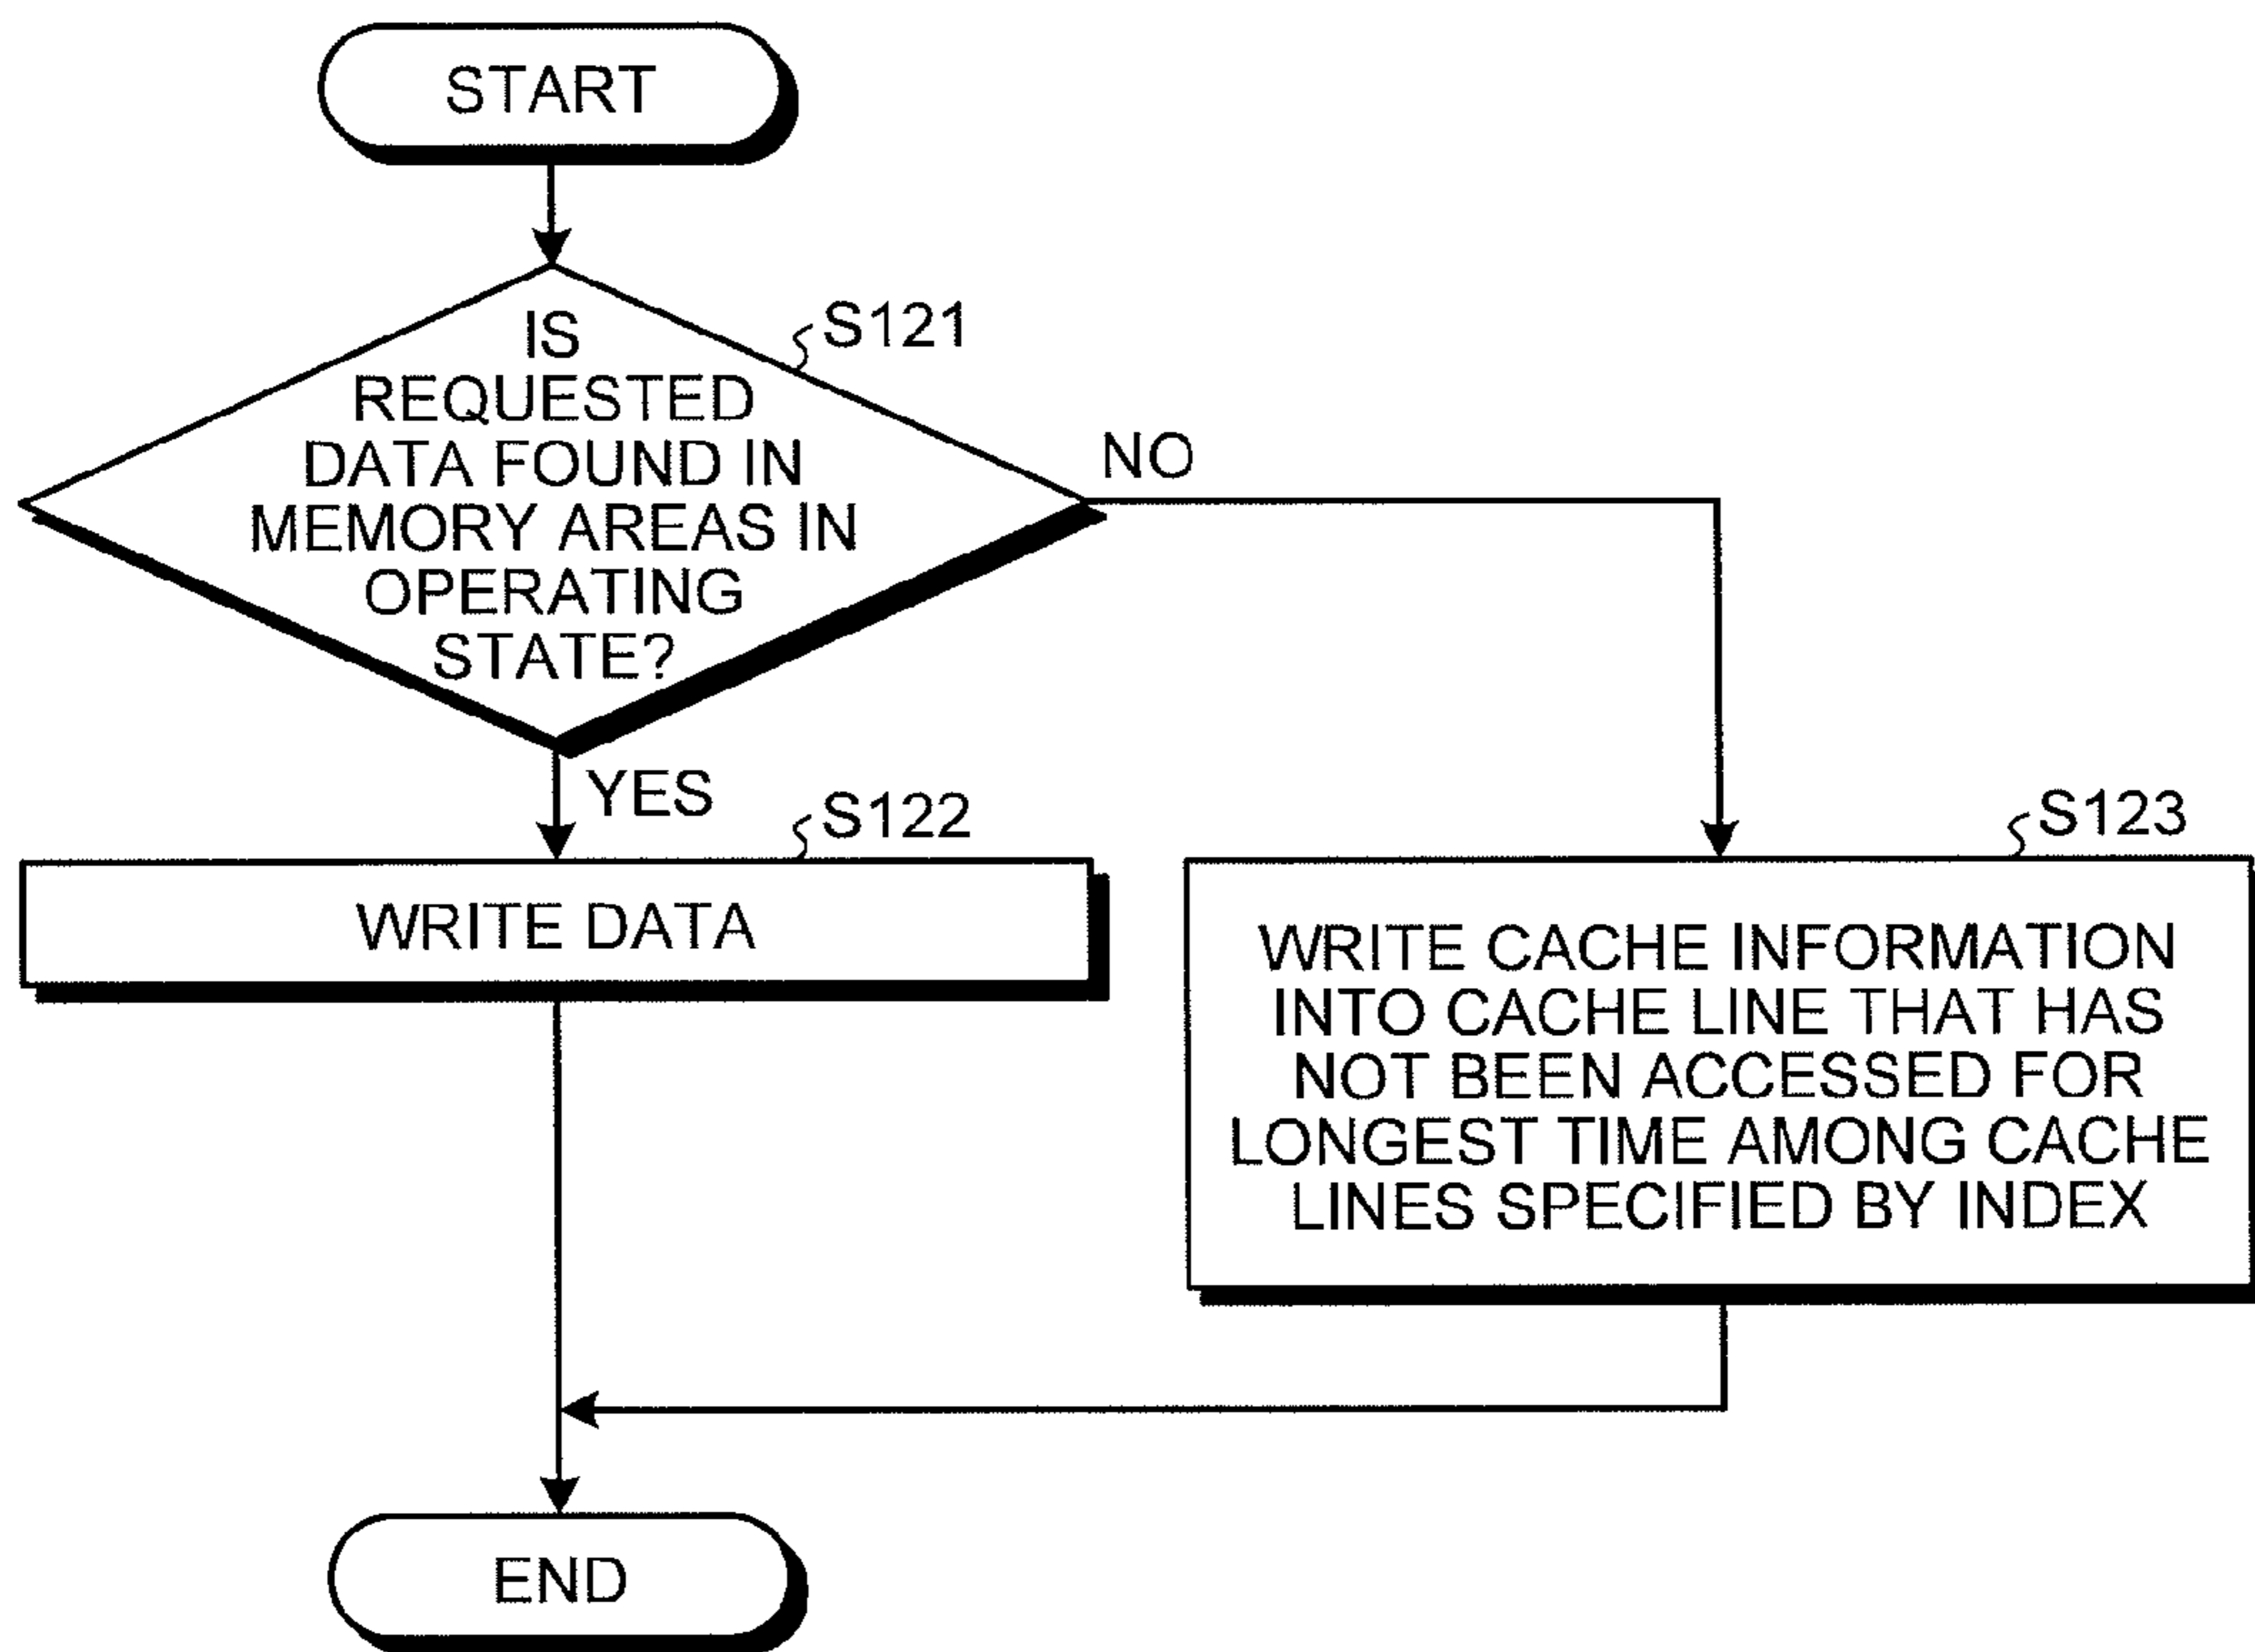 START
S121
IS
REQUESTED
DATA FOUND IN
MEMORY AREAS IN
OPERATING
STATE?
NO
YES
S122
WRITE DATA
S123
WRITE CACHE INFORMATION
INTO CACHE LINE THAT HAS
NOT BEEN ACCESSED FOR
LONGEST TIME AMONG CACHE
LINES SPECIFIED BY INDEX
END